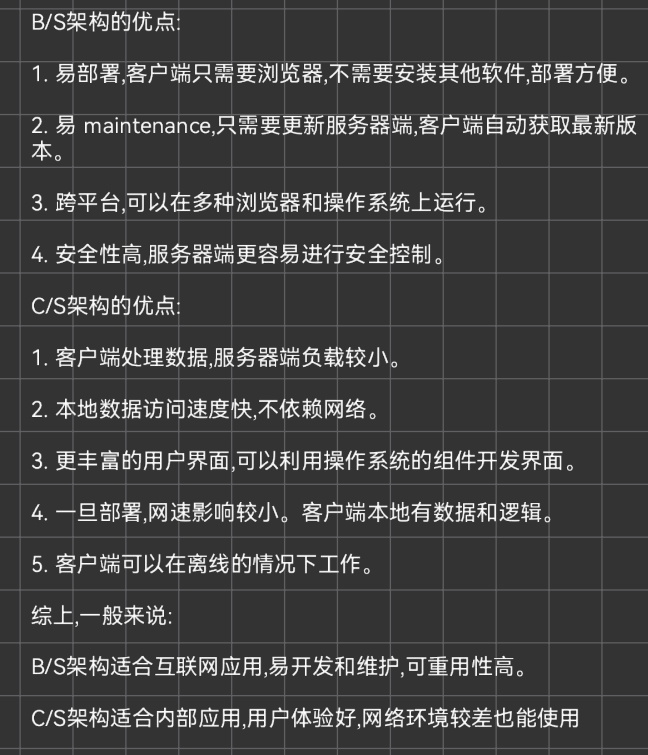 B/S架构的优点:
1. 易部署,客户端只需要浏览器,不需要安装其他软件,部署方便。
2. 易 maintenance,只需要更新服务器端,客户端自动获取最新版
本。
3. 跨平台,可以在多种浏览器和操作系统上运行。
4. 安全性高,服务器端更容易进行安全控制。
C/S架构的优点:
1. 客户端处理数据,服务器端负载较小。
2. 本地数据访问速度快,不依赖网络。
3. 更丰富的用户界面,可以利用操作系统的组件开发界面。
4. 一旦部署,网速影响较小。客户端本地有数据和逻辑。
5. 客户端可以在离线的情况下工作。
综上,一般来说:
B/S架构适合互联网应用,易开发和维护,可重用性高。
C/S架构适合内部应用,用户体验好,网络环境较差也能使用